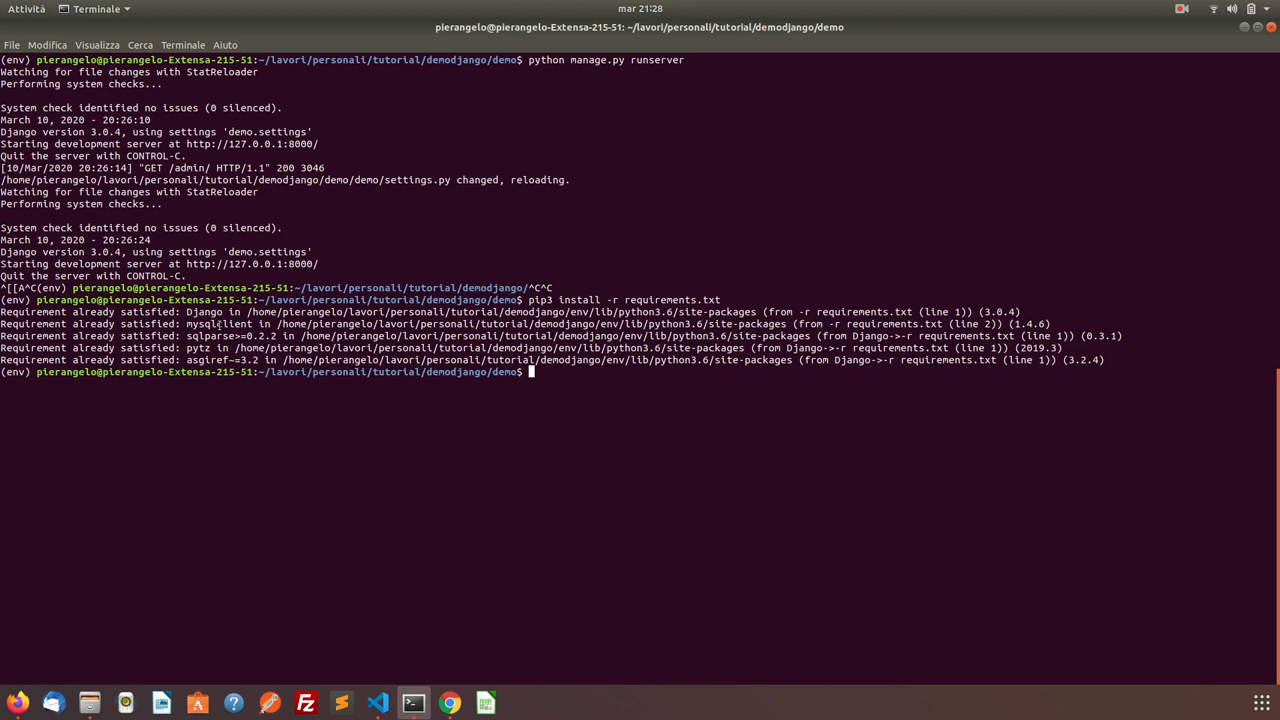 Attività
Terminale
mar 21:28
pierangelo@pierangelo-Extensa-215-51: ~/lavori/personali/tutorial/demodjango/demo
File Modifica Visualizza Cerca Terminale Aiuto
(env) pierangelo@pierangelo-Extensa-215-51:~/lavori/personali/tutorial/demodjango/demo$ python manage.py runserver
Watching for file changes with StatReloader
Performing system checks...
System check identified no issues (0 silenced).
March 10, 2020 - 20:26:10
Django version 3.0.4, using settings 'demo.settings'
Starting development server at http://127.0.0.1:8000/
Quit the server with CONTROL-C.
[10/Mar/2020 20:26:14] "GET /admin/ HTTP/1.1" 200 3046
/home/pierangelo/lavori/personali/tutorial/demodjango/demo/demo/settings.py changed, reloading.
Watching for file changes with StatReloader
Performing system checks...
System check identified no issues (0 silenced).
March 10, 2020 - 20:26:24
Django version 3.0.4, using settings 'demo.settings'
Starting development server at http://127.0.0.1:8000/
Quit the server with CONTROL-C.
^[[A^C(env) pierangelo@pierangelo-Extensa-215-51:~/lavori/personali/tutorial/demodjango/^C^C
(env) pierangelo@pierangelo-Extensa-215-51:~/lavori/personali/tutorial/demodjango/demo$ pip3 install -r requirements.txt
Requirement already satisfied: Django in /home/pierangelo/lavori/personali/tutorial/demodjango/env/lib/python3.6/site-packages (from -r requirements.txt (line 1)) (3.0.4)
Requirement already satisfied: mysqlclient in /home/pierangelo/lavori/personali/tutorial/demodjango/env/lib/python3.6/site-packages (from -r requirements.txt (line 2)) (1.4.6)
Requirement already satisfied: sqlparse>=0.2.2 in /home/pierangelo/lavori/personali/tutorial/demodjango/env/lib/python3.6/site-packages (from Django->-r requirements.txt (line 1)) (0.3.1)
Requirement already satisfied: pytz in /home/pierangelo/lavori/personali/tutorial/demodjango/env/lib/python3.6/site-packages (from Django->-r requirements.txt (line 1)) (2019.3)
Requirement already satisfied: asgiref~=3.2 in /home/pierangelo/lavori/personali/tutorial/demodjango/env/lib/python3.6/site-packages (from Django->-r requirements.txt (line 1)) (3.2.4)
(env) pierangelo@pierangelo-Extensa-215-51:~/lavori/personali/tutorial/demodjango/demo$